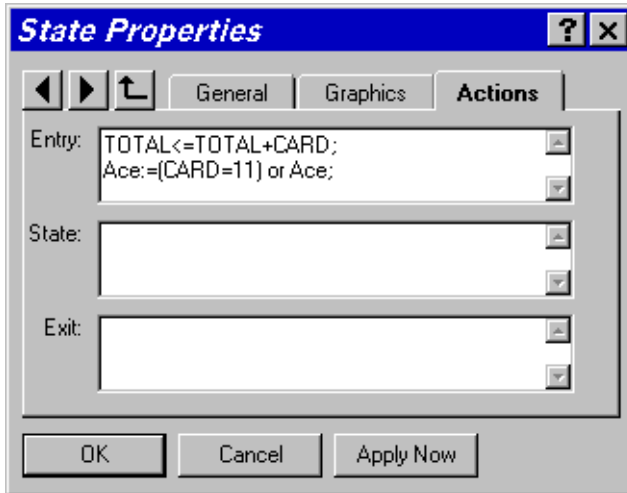 State Properties
General Graphics Actions
Entry: TOTAL<=TOTAL+CARD;
Ace:=(CARD=11) or Ace;
State:
Exit:
OK Cancel Apply Now